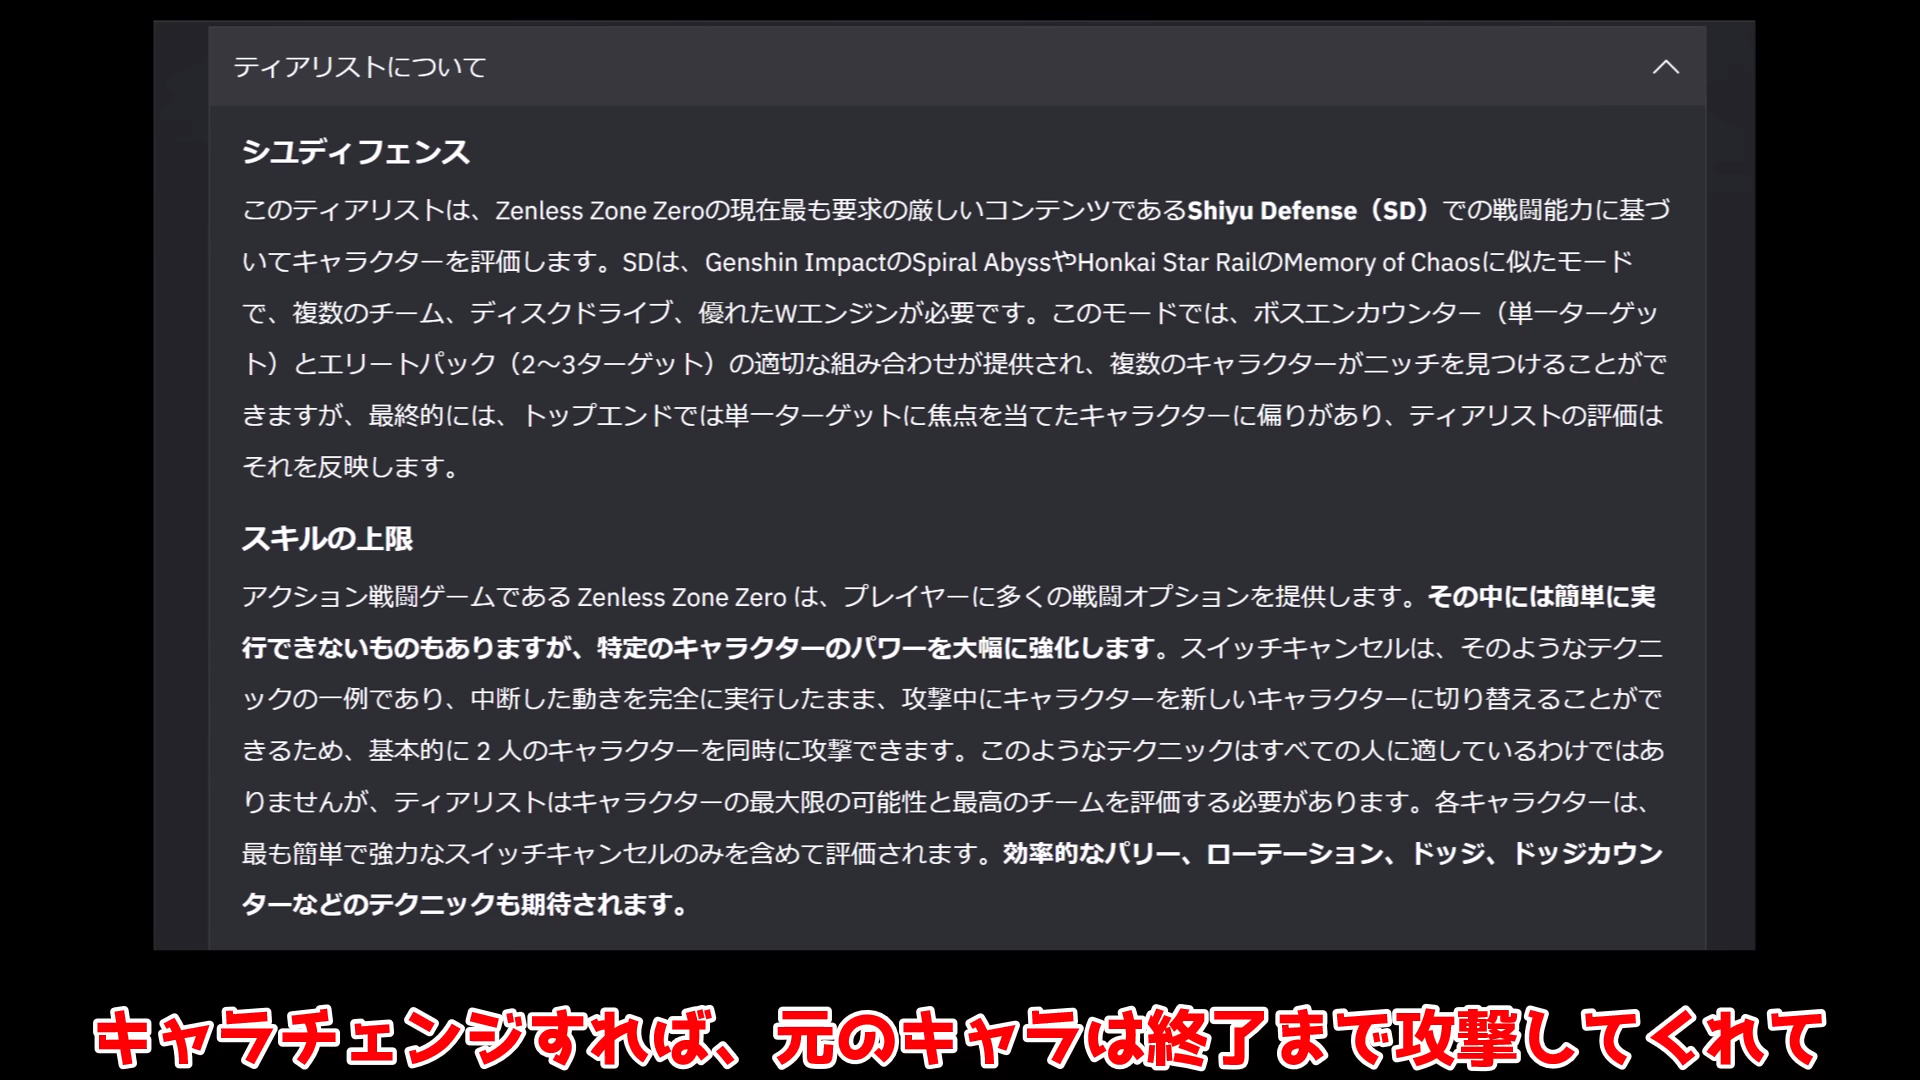 ティアリストについて
シユディフェンス
このティアリストは、Zenless Zone Zeroの現在最も要求の厳しいコンテンツであるShiyu Defense（SD）での戦闘能力に基づ
いてキャラクターを評価します。SDは、Genshin ImpactのSpiral AbyssやHonkai Star RailのMemory of Chaosに似たモード
で、複数のチーム、ディスクドライブ、優れたWエンジンが必要です。このモードでは、ボスエンカウンター（単一ターゲッ
ト）とエリートパック（2〜3ターゲット）の適切な組み合わせが提供され、複数のキャラクターがニッチを見つけることがで
きますが、最終的には、トップエンドでは単一ターゲットに焦点を当てたキャラクターに偏りがあり、ティアリストの評価は
それを反映します。
スキルの上限
アクション戦闘ゲームである Zenless Zone Zero は、プレイヤーに多くの戦闘オプションを提供します。その中には簡単に実
行できないものもありますが、特定のキャラクターのパワーを大幅に強化します。スイッチキャンセルは、そのようなテクニ
ックの一例であり、中断した動きを完全に実行したまま、攻撃中にキャラクターを新しいキャラクターに切り替えることがで
きるため、基本的に 2 人のキャラクターを同時に攻撃できます。このようなテクニックはすべての人に適しているわけではあ
りませんが、ティアリストはキャラクターの最大限の可能性と最高のチームを評価する必要があります。各キャラクターは、
最も簡単で強力なスイッチキャンセルのみを含めて評価されます。効率的なパリー、ローテーション、ドッジ、ドッジカウン
ターなどのテクニックも期待されます。
キャラチェンジすれば、元のキャラは終了まで攻撃してくれて